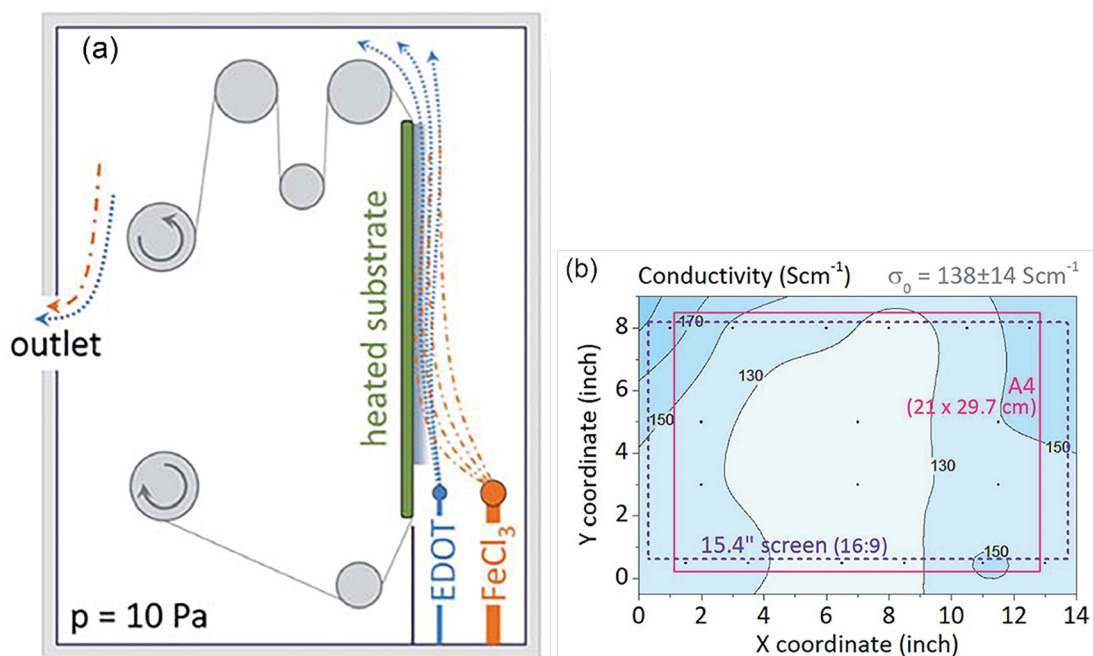 (a)
outlet
heated substrate
EDOT
FeCl₃
p = 10 Pa
(b)
Conductivity (Scm⁻¹)
σ₀ = 138±14 Scm⁻¹
8
6
4
2
0
170
130
150
A4
(21 x 29.7 cm)
150
130
150
15.4" screen (16:9)
0 2 4 6 8 10 12 14
Y coordinate (inch)
X coordinate (inch)